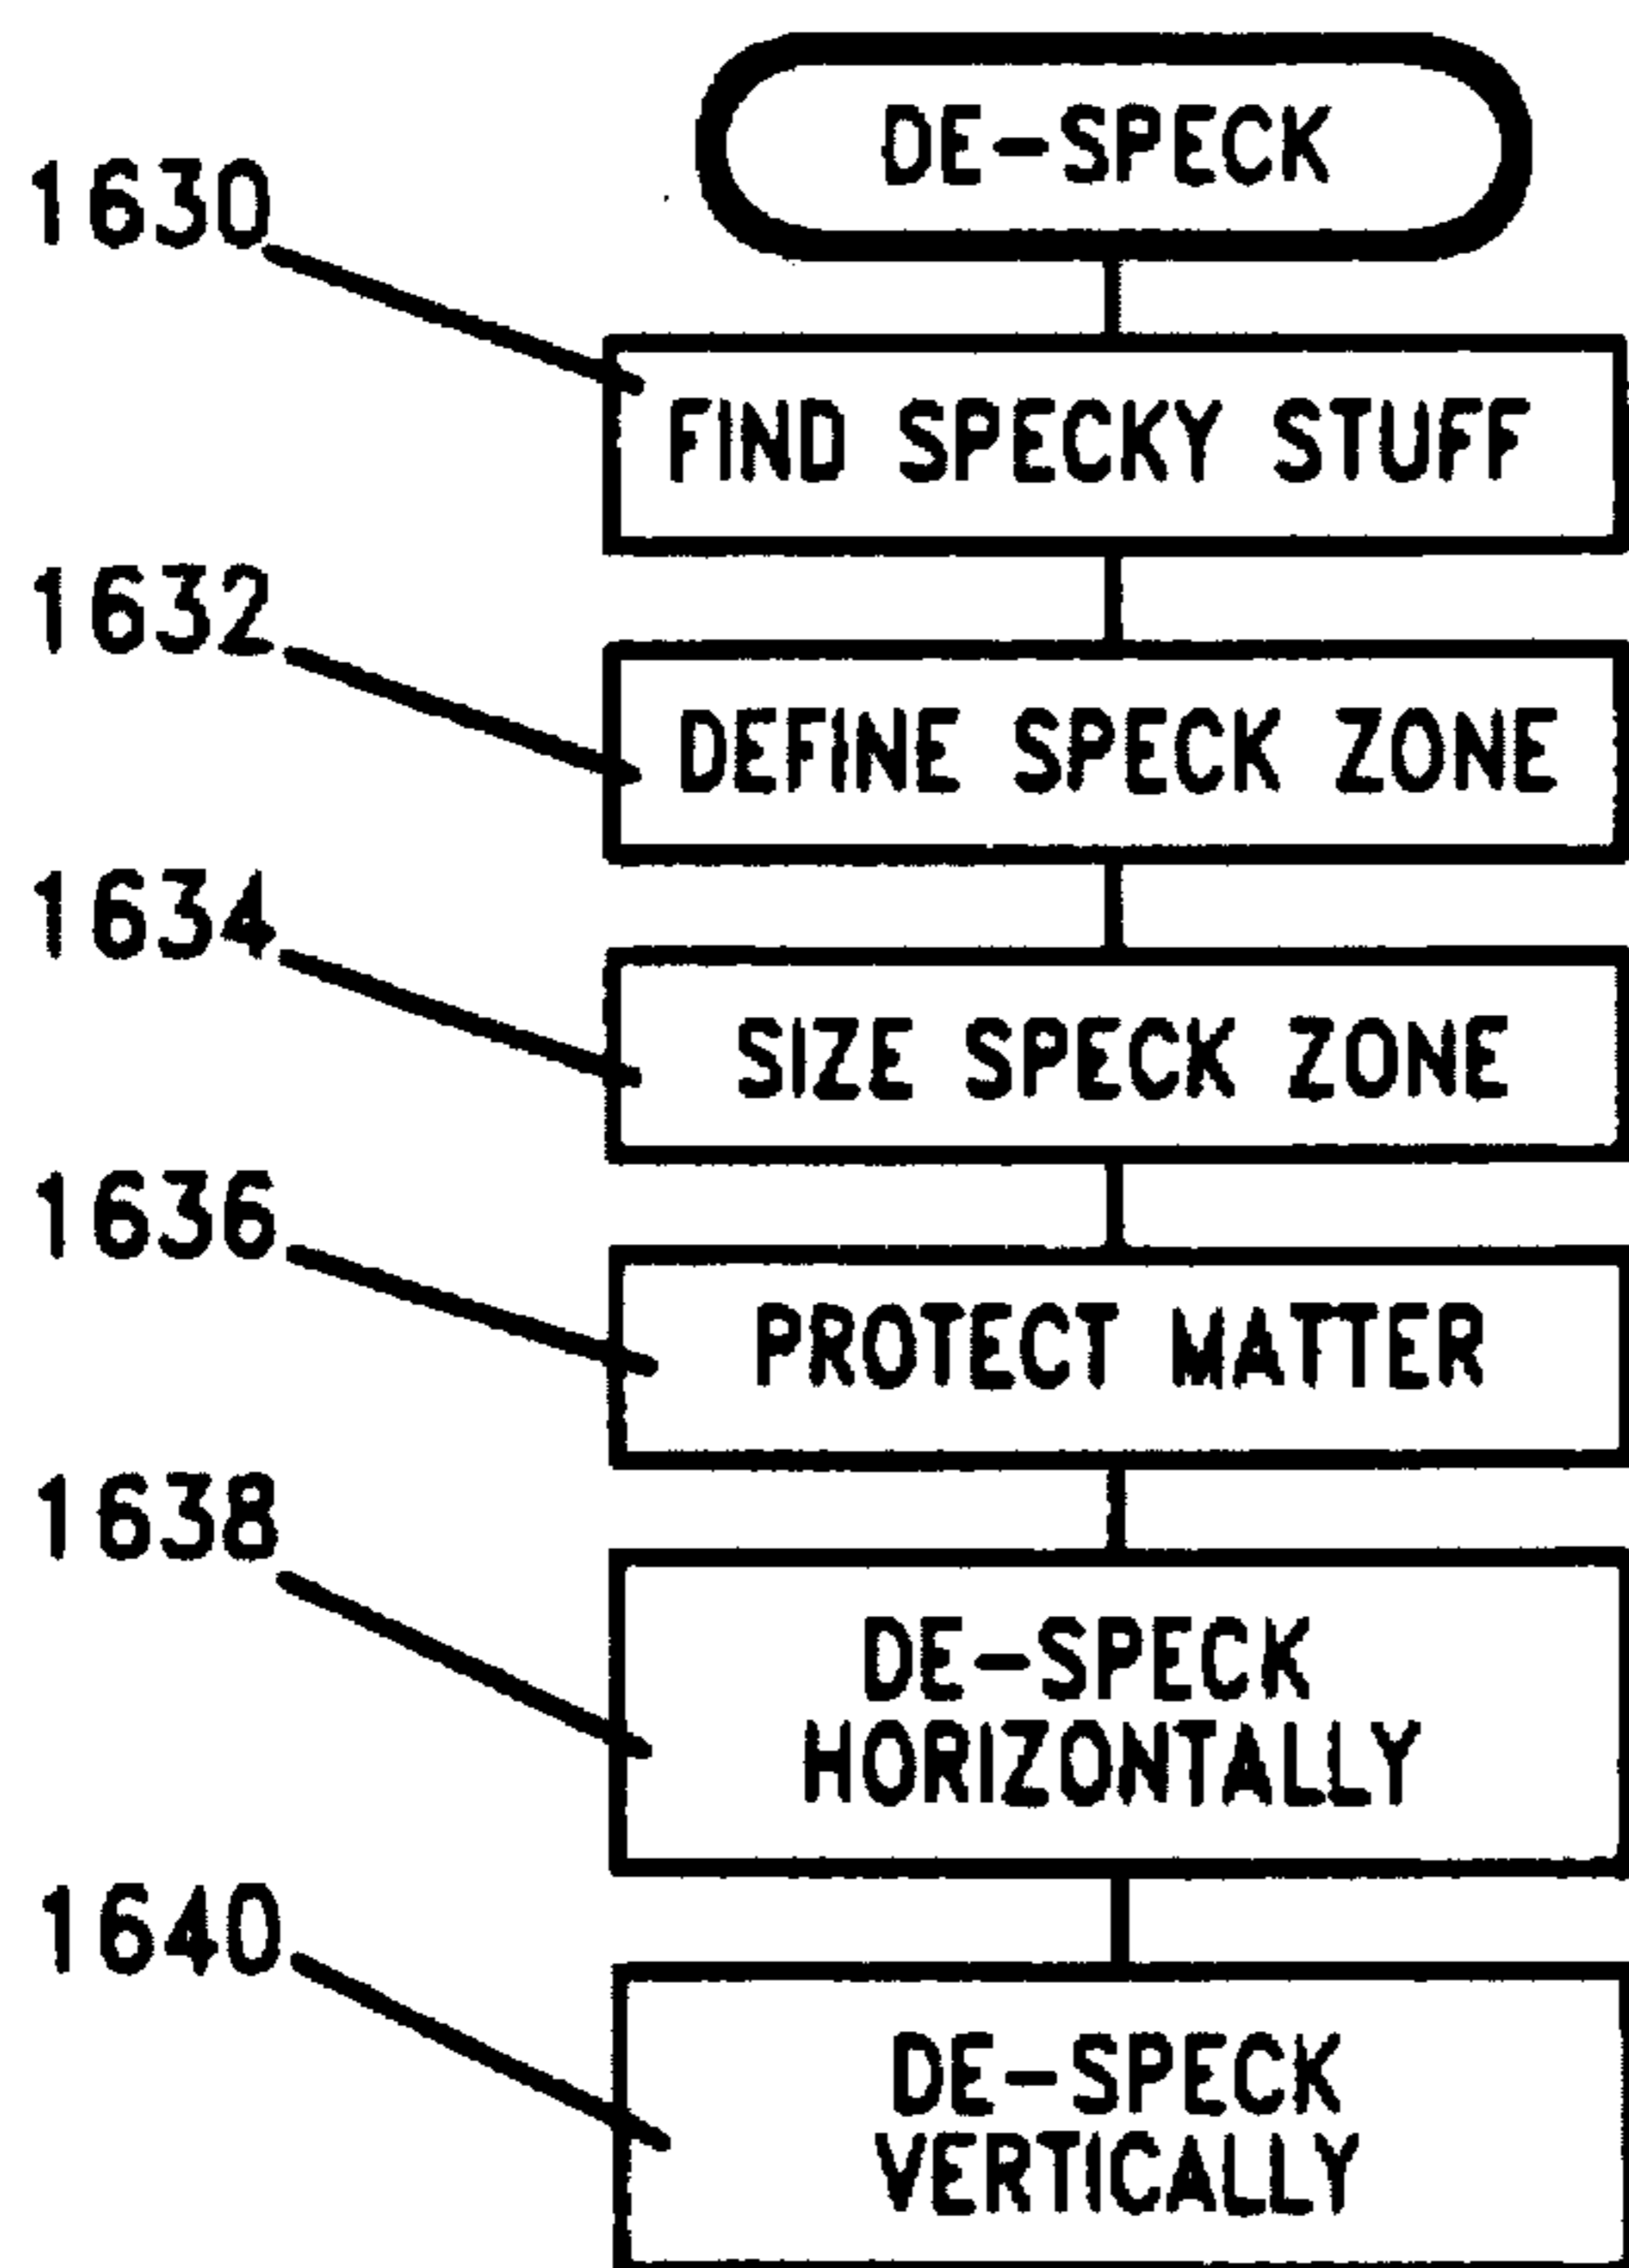 DE-SPECK
1630
FIND SPECKY STUFF
1632
DEFINE SPECK ZONE
1634
SIZE SPECK ZONE
1636
PROTECT MATTER
1638
DE-SPECK
HORIZONTALLY
1640
DE-SPECK
VERTICALLY